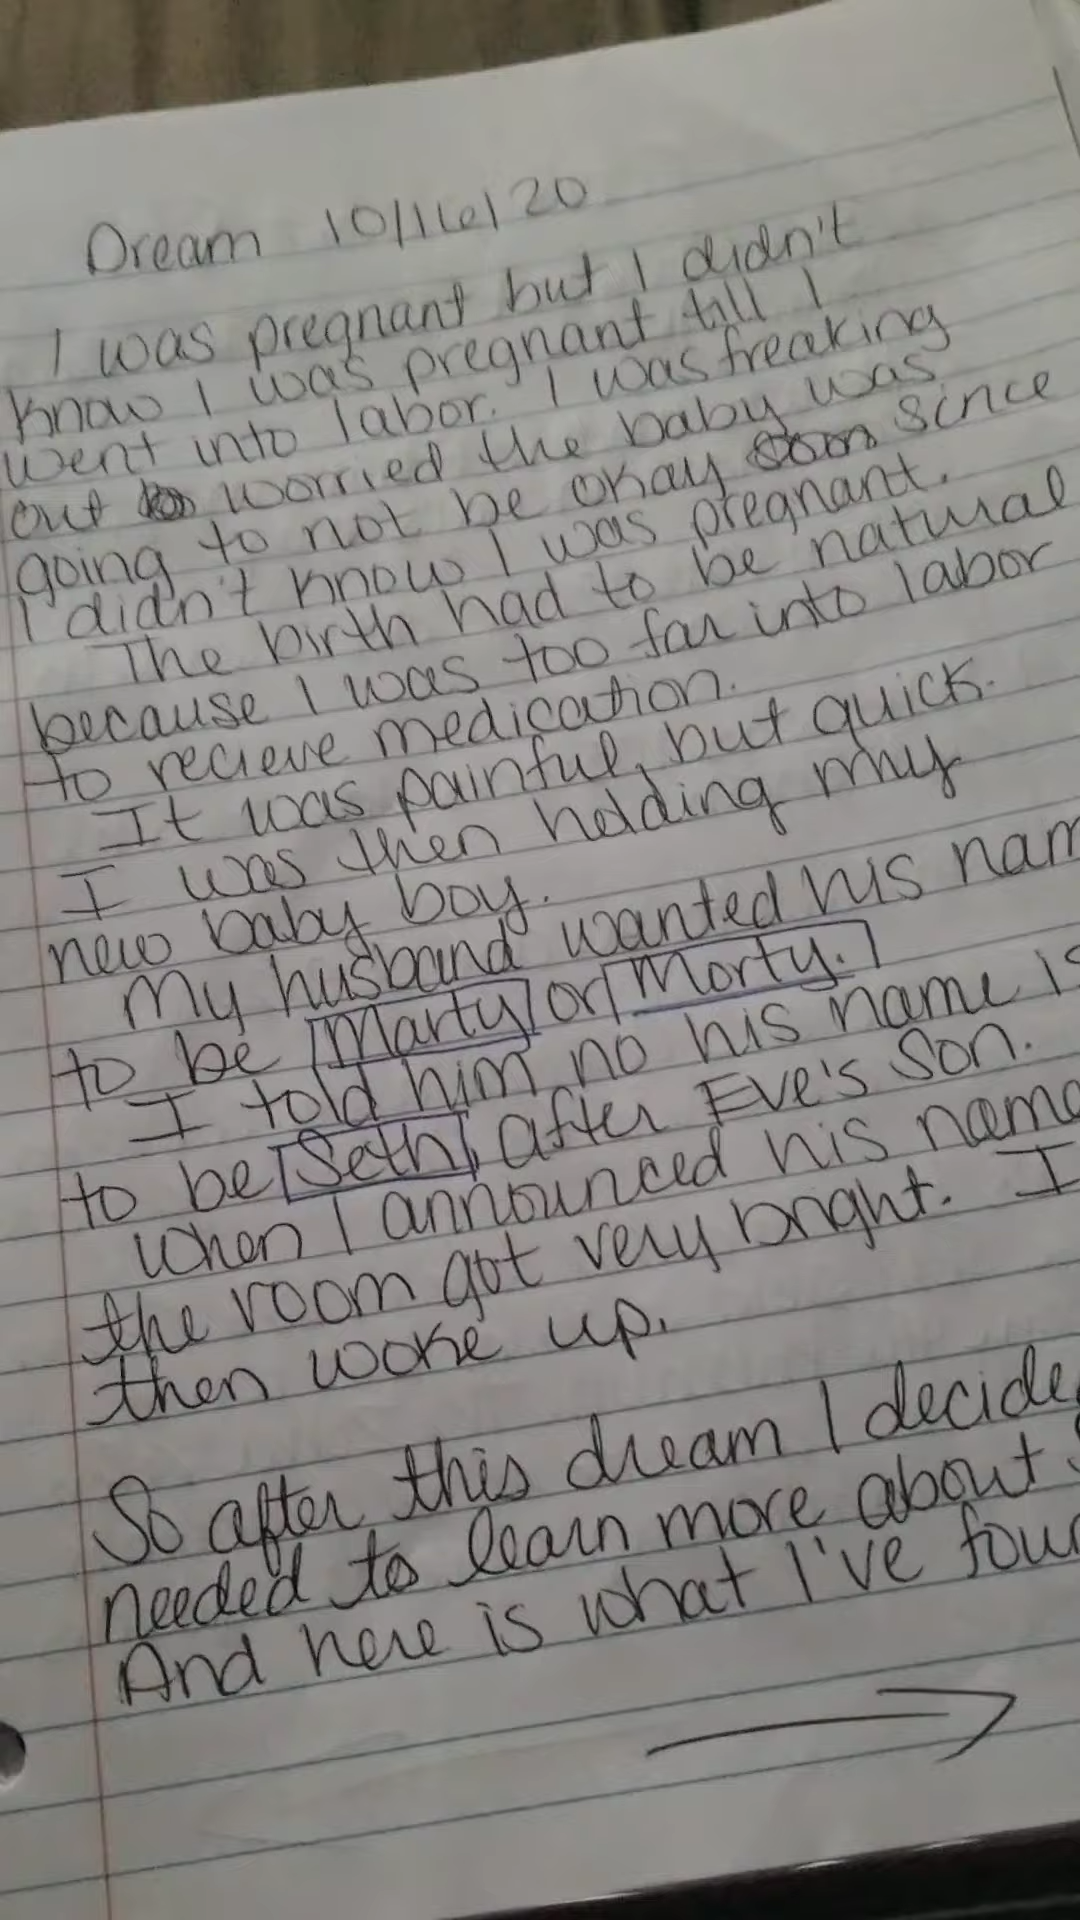 Dream 10/16/20
I was pregnant but I didn't
know I was pregnant till I
went into labor. I was freaking
out worried the baby was
going to not be okay since
I didn't know I was pregnant.
The birth had to be natural
because I was too far into labor
to recieve medication.
It was painful, but quick.
I was then holding my
new baby boy.
My husband wanted his nam
to be Marty or Morty.
I told him no his name is
to be Seth, after Eve's son.
When I announced his name
the room got very bright. I
then woke up.
So after this dream I decide
needed to learn more about
And here is what I've foun